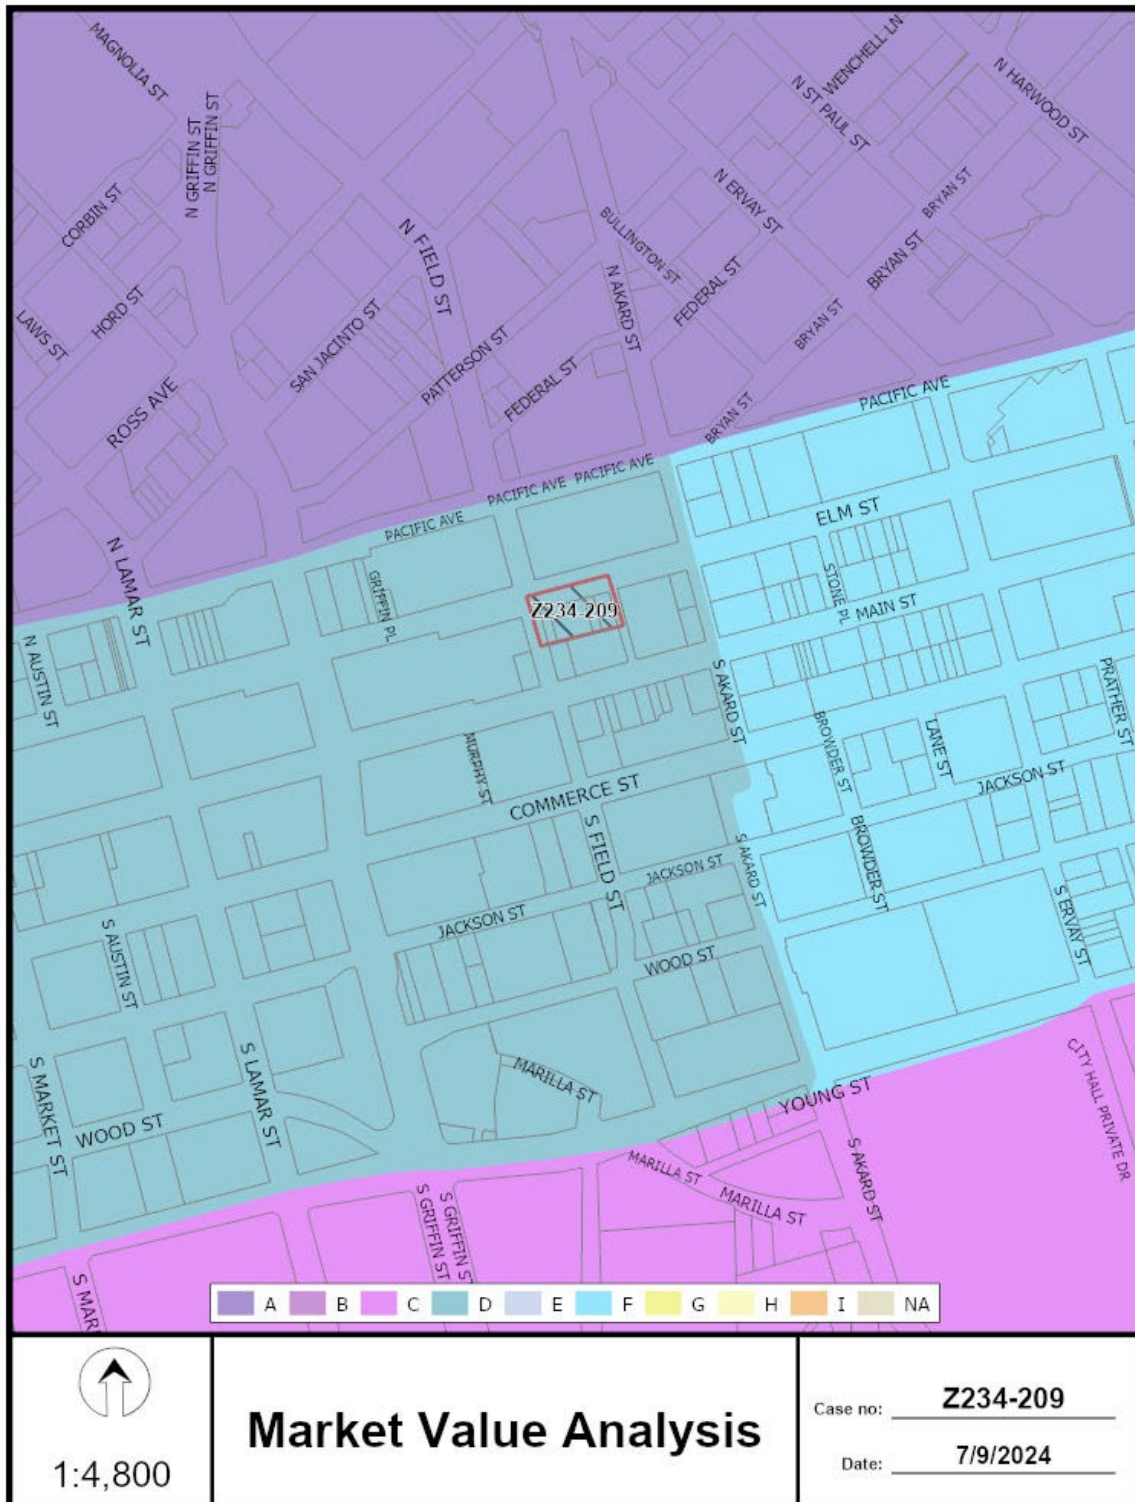 MAGNOLIA ST
WENCHELL LN
N HARWOOD ST
N ST PAUL ST
N GRIFFIN ST
N GRIFFIN ST
CORBIN ST
N ERVAY ST
BRYAN ST
N FIELD ST
BULLINGTON ST
BRYAN ST
N AKARD ST
FEDERAL ST
HORD ST
LAWS ST
SAN JACINTO ST
BRYAN ST
PATTERSON ST
FEDERAL ST
ROSS AVE
PACIFIC AVE
BRYAN ST
PACIFIC AVE
PACIFIC AVE
PACIFIC AVE
ELM ST
N LAMAR ST
GRIFFIN PL
STONE PL
Z234-209
MAIN ST
N AUSTIN ST
S AKARD ST
PRATHER ST
BROWDER ST
LANE ST
MURPHY ST
COMMERCE ST
JACKSON ST
S FIELD ST
S AKARD ST
BROWDER ST
JACKSON ST
JACKSON ST
S ERVAY ST
S AUSTIN ST
WOOD ST
S MARKET ST
S LAMAR ST
MARILLA ST
YOUNG ST
CITY HALL PRIVATE DR
WOOD ST
MARILLA ST
S AKARD ST
MARILLA ST
S GRIFFIN ST
S GRIFFIN ST
S MAR
A B C D E F G H I NA
1:4,800
Market Value Analysis
Case no: Z234-209
Date: 7/9/2024